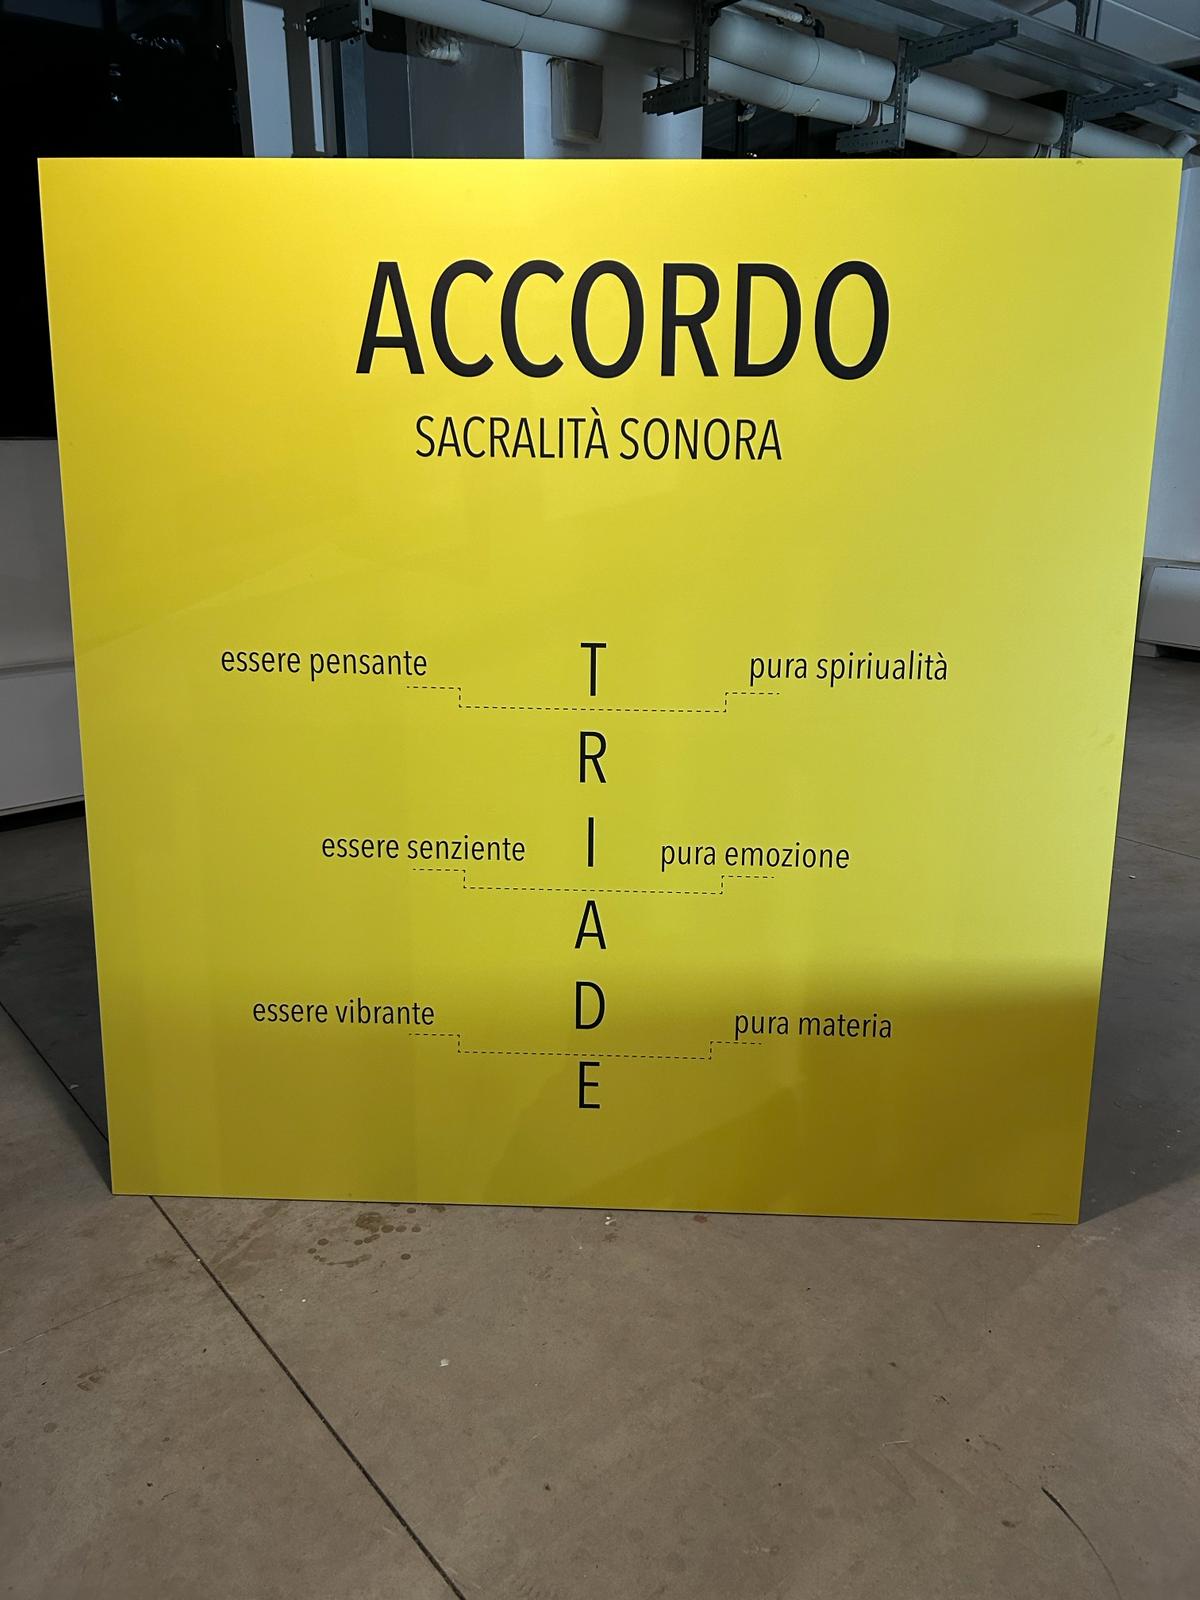 ACCORDO
SACRALITÀ SONORA
essere pensante
pura spiriualità
essere senziente
pura emozione
essere vibrante
pura materia
T
R
I
A
D
E